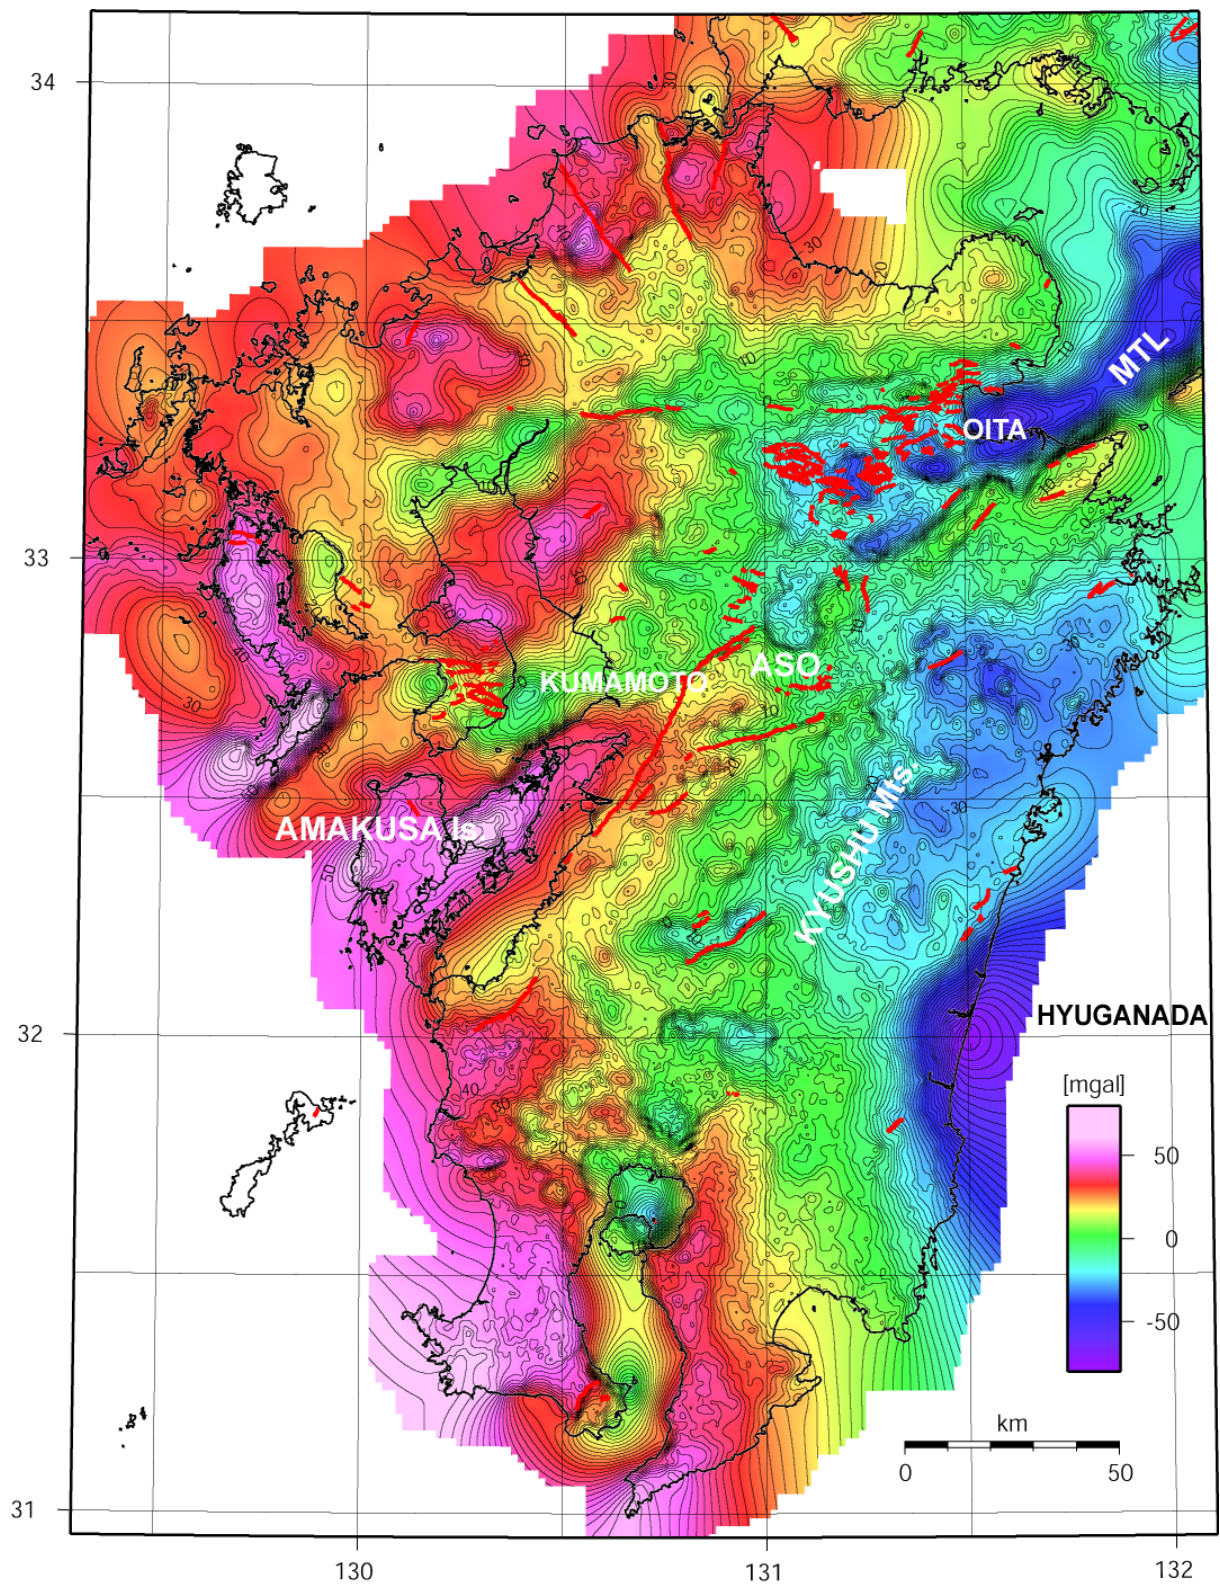 34
MTL
OITA
33
ASO
KUMAMOTO
AMAKUSA Is.
KYUSHU Mts.
32
HYUGANADA
[mgal]
50
0
-50
km
0 50
31
130 131 132